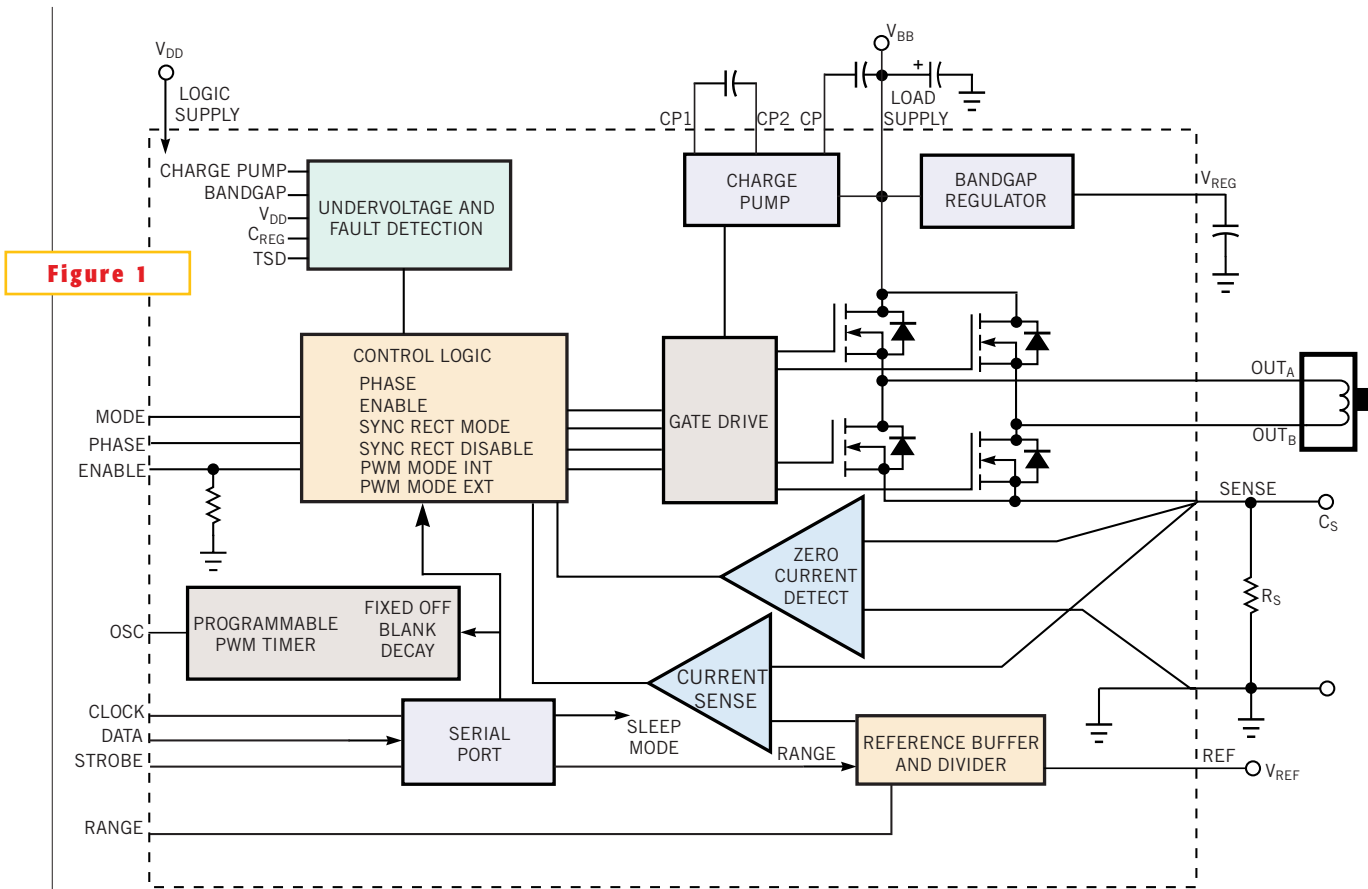 V_BB
V_DD
LOGIC
SUPPLY
+
LOAD
SUPPLY
CP1
CP2
CP
CHARGE PUMP
BANDGAP
V_DD
C_REG
TSD
UNDERVOLTAGE AND
FAULT DETECTION
CHARGE
PUMP
BANDGAP
REGULATOR
V_REG
Figure 1
CONTROL LOGIC
PHASE
ENABLE
SYNC RECT MODE
SYNC RECT DISABLE
PWM MODE INT
PWM MODE EXT
MODE
PHASE
ENABLE
GATE DRIVE
OUT_A
OUT_B
SENSE
C_S
R_S
ZERO
CURRENT
DETECT
OSC
PROGRAMMABLE
PWM TIMER
FIXED OFF
BLANK
DECAY
CURRENT
SENSE
CLOCK
DATA
STROBE
SERIAL
PORT
SLEEP
MODE
RANGE
REFERENCE BUFFER
AND DIVIDER
REF
V_REF
RANGE